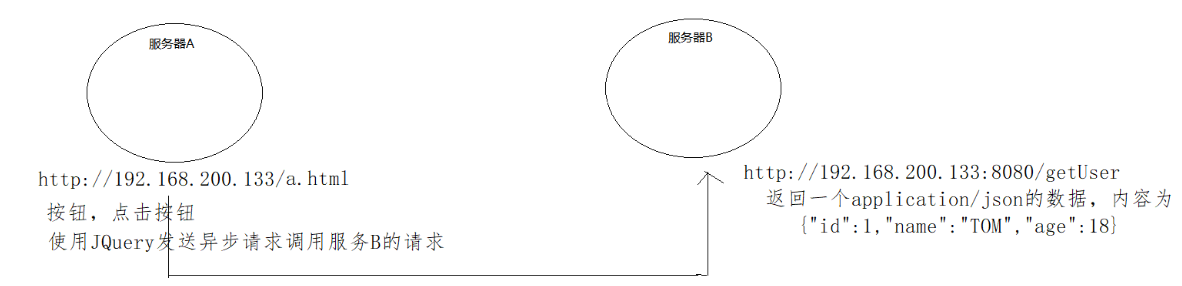 服务器A
http://192.168.200.133/a.html
按钮，点击按钮
使用JQuery发送异步请求调用服务B的请求
服务器B
http://192.168.200.133:8080/getUser
返回一个application/json的数据，内容为
{"id":1,"name":"TOM","age":18}